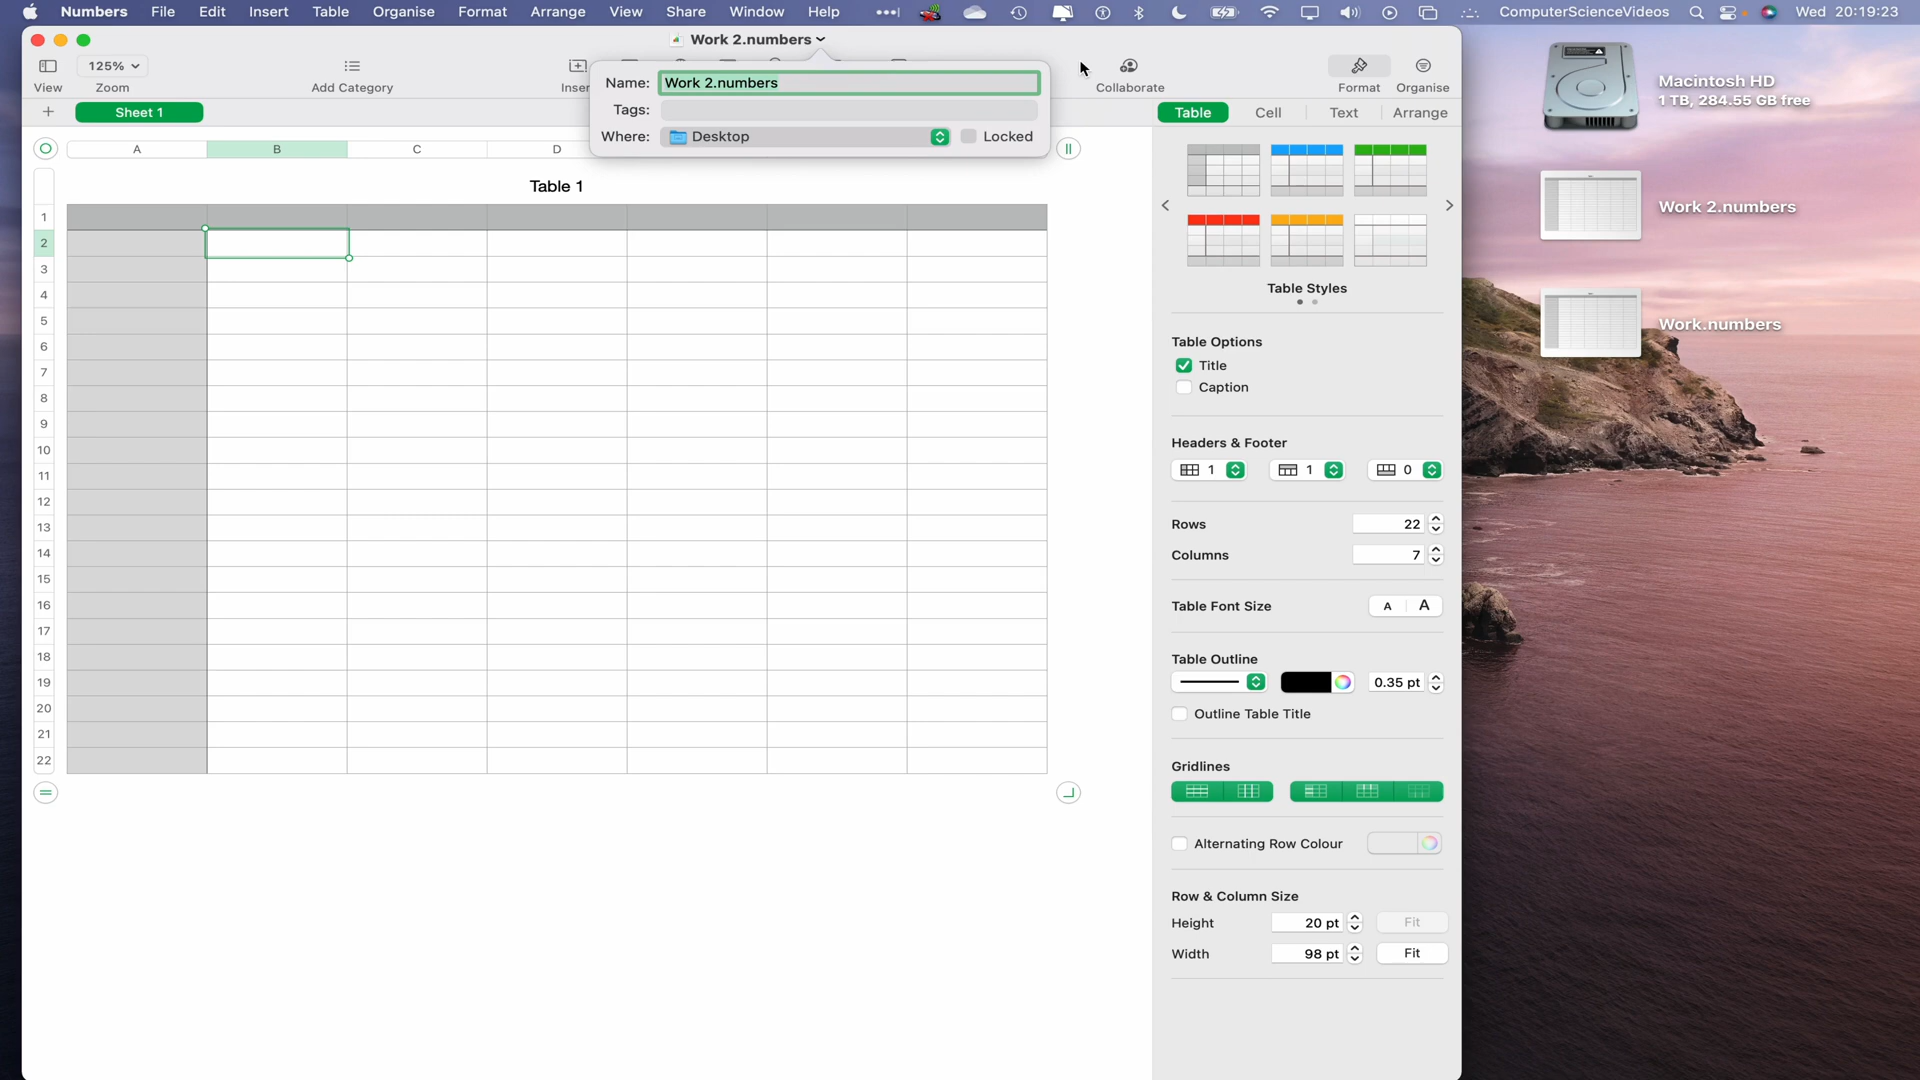 Numbers File Edit Insert Table Organise Format Arrange View Share Window Help ComputerScienceVideos Wed 20:19:23
Work 2.numbers
125%
View Zoom Add Category Inser Collaborate Format Organise
Name: Work 2.numbers
Tags:
Where: Desktop Locked
Sheet 1
Table Cell Text Arrange
A B C D
Table 1
1
2
3
4
5
6
7
8
9
10
11
12
13
14
15
16
17
18
19
20
21
22
Table Styles
Table Options
Title
Caption
Headers & Footer
1 1 0
Rows 22
Columns 7
Table Font Size A A
Table Outline
0.35 pt
Outline Table Title
Gridlines
Alternating Row Colour
Row & Column Size
Height 20 pt Fit
Width 98 pt Fit
Macintosh HD
1 TB, 284.55 GB free
Work 2.numbers
Work.numbers